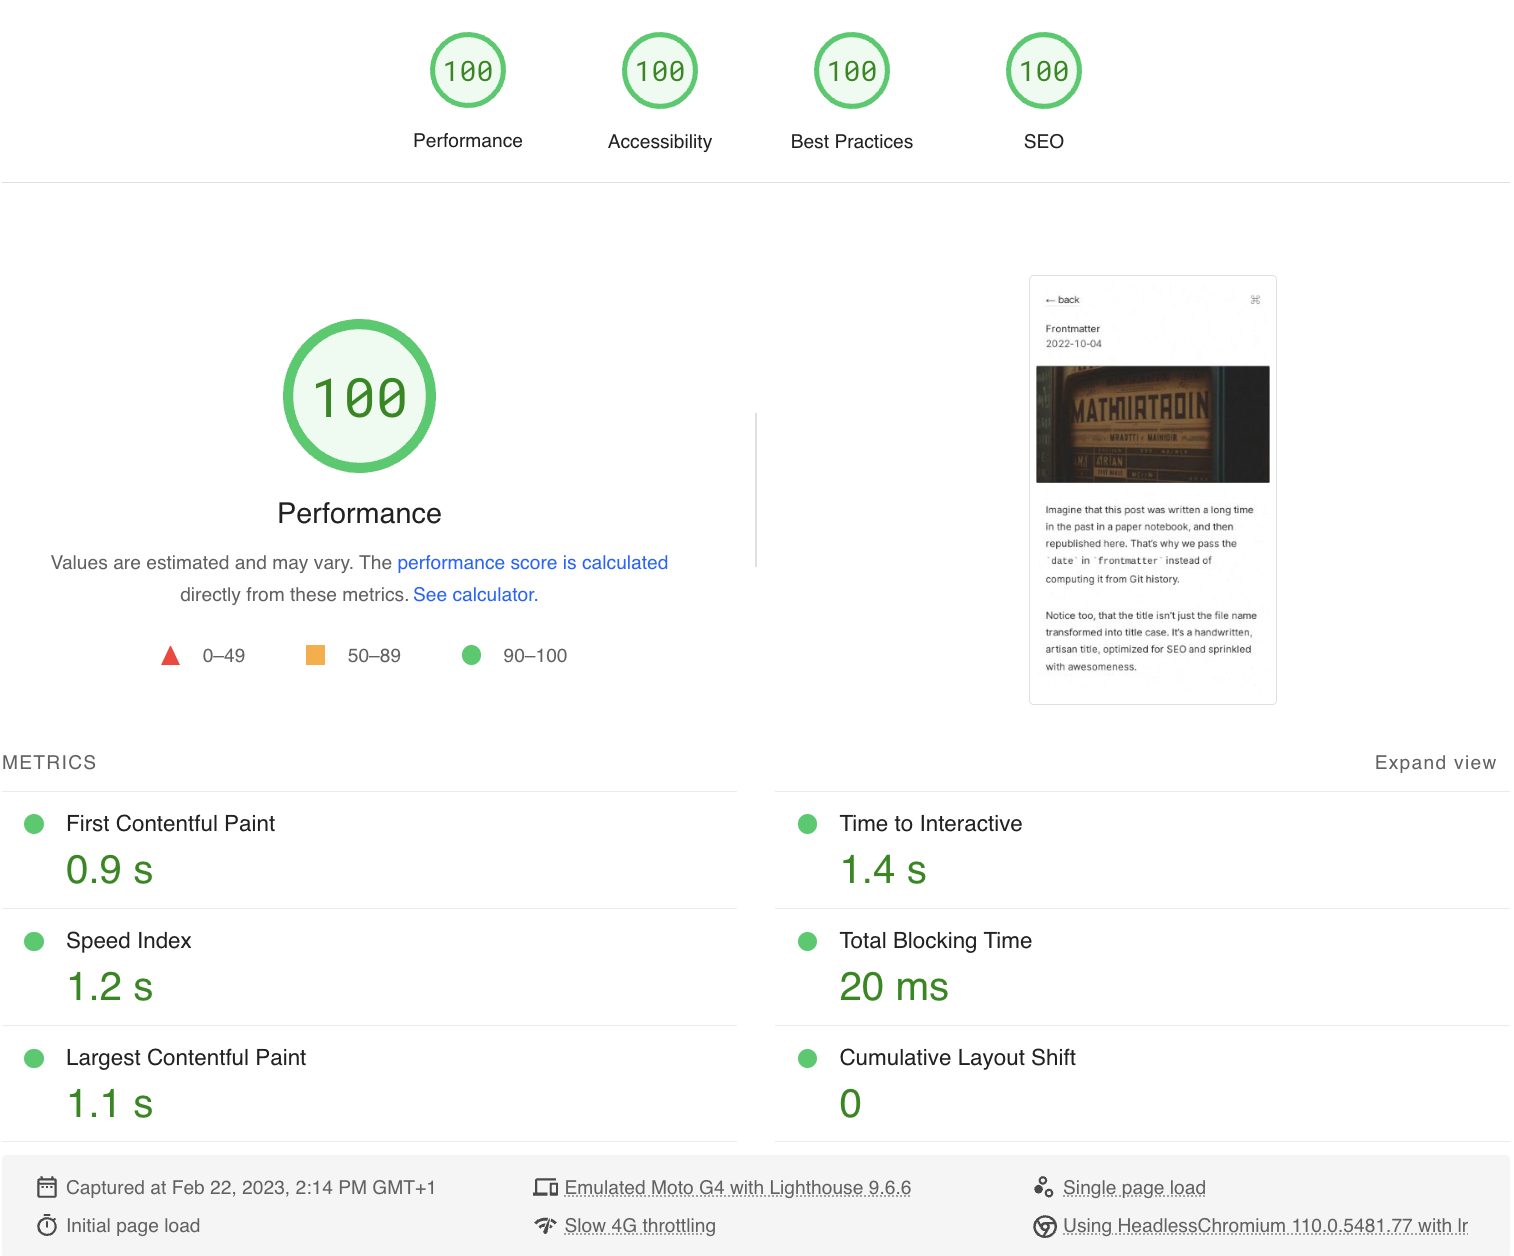 100
100
100
100
Performance
Accessibility
Best Practices
SEO
100
Performance
Values are estimated and may vary. The performance score is calculated
directly from these metrics. See calculator.
0–49
50–89
90–100
← back
⌘
Frontmatter
2022-10-04
Imagine that this post was written a long time
in the past in a paper notebook, and then
republished here. That's why we pass the
`date` in `frontmatter` instead of
computing it from Git history.
Notice too, that the title isn't just the file name
transformed into title case. It's a handwritten,
artisan title, optimized for SEO and sprinkled
with awesomeness.
METRICS
Expand view
First Contentful Paint
0.9 s
Time to Interactive
1.4 s
Speed Index
1.2 s
Total Blocking Time
20 ms
Largest Contentful Paint
1.1 s
Cumulative Layout Shift
0
Captured at Feb 22, 2023, 2:14 PM GMT+1
Emulated Moto G4 with Lighthouse 9.6.6
Single page load
Initial page load
Slow 4G throttling
Using HeadlessChromium 110.0.5481.77 with lr